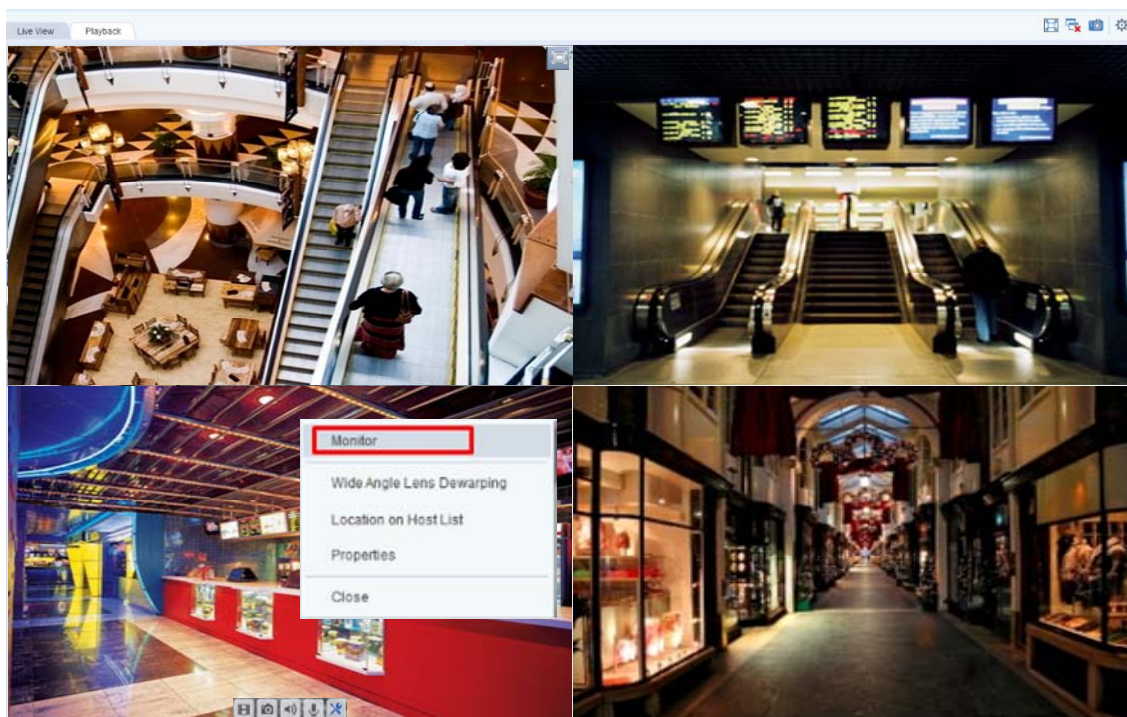 Live View
Playback
Monitor
Wide Angle Lens Dewarping
Location on Host List
Properties
Close